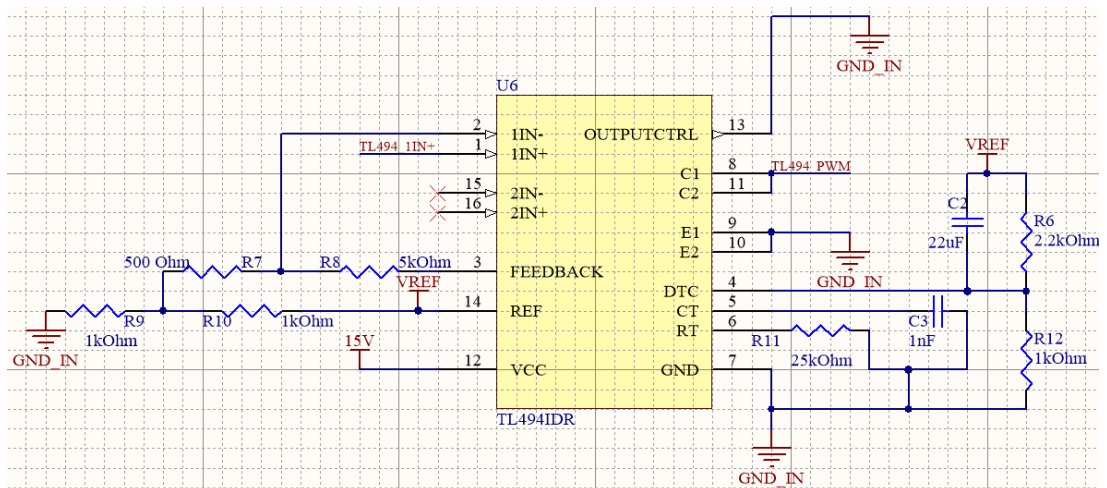 GND_IN
U6
2
1IN-
OUTPUTCTRL
13
TL494_1IN+
1
1IN+
VREF
C1
8
TL494_PWM
15
2IN-
C2
11
16
2IN+
C2
22uF
R6
2.2kOhm
E1
9
E2
10
GND_IN
500 Ohm
R7
R8
5kOhm
3
FEEDBACK
DTC
4
VREF
14
REF
CT
5
C3
1nF
R9
1kOhm
R10
1kOhm
RT
6
R11
25kOhm
R12
1kOhm
GND_IN
15V
12
VCC
GND
7
TL494IDR
GND_IN